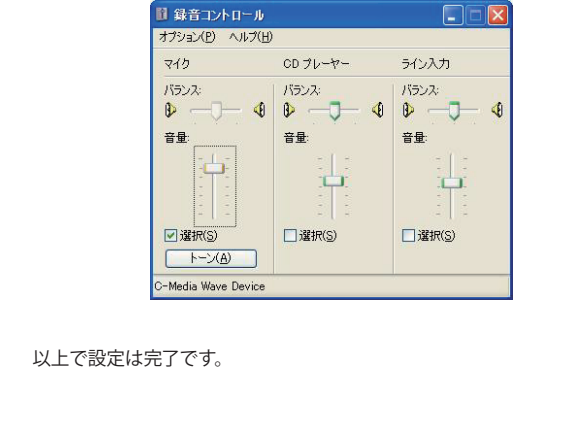 録音コントロール
オプション(P) ヘルプ(H)
マイク CD プレーヤー ライン入力
バランス: バランス: バランス:
音量: 音量: 音量:
選択(S) 選択(S) 選択(S)
トーン(A)
C-Media Wave Device
以上で設定は完了です。